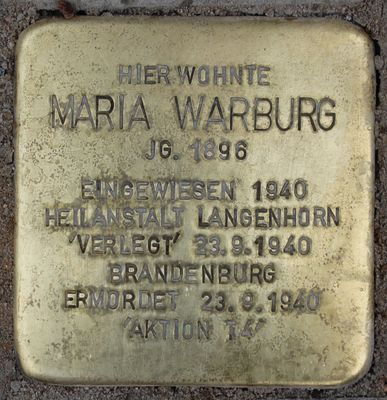 HIER WOHNTE
MARIA WARBURG
JG. 1896
EINGEWIESEN 1940
HEILANSTALT LANGENHORN
'VERLEGT' 23.9.1940
BRANDENBURG
ERMORDET 23.9.1940
'AKTION T4'